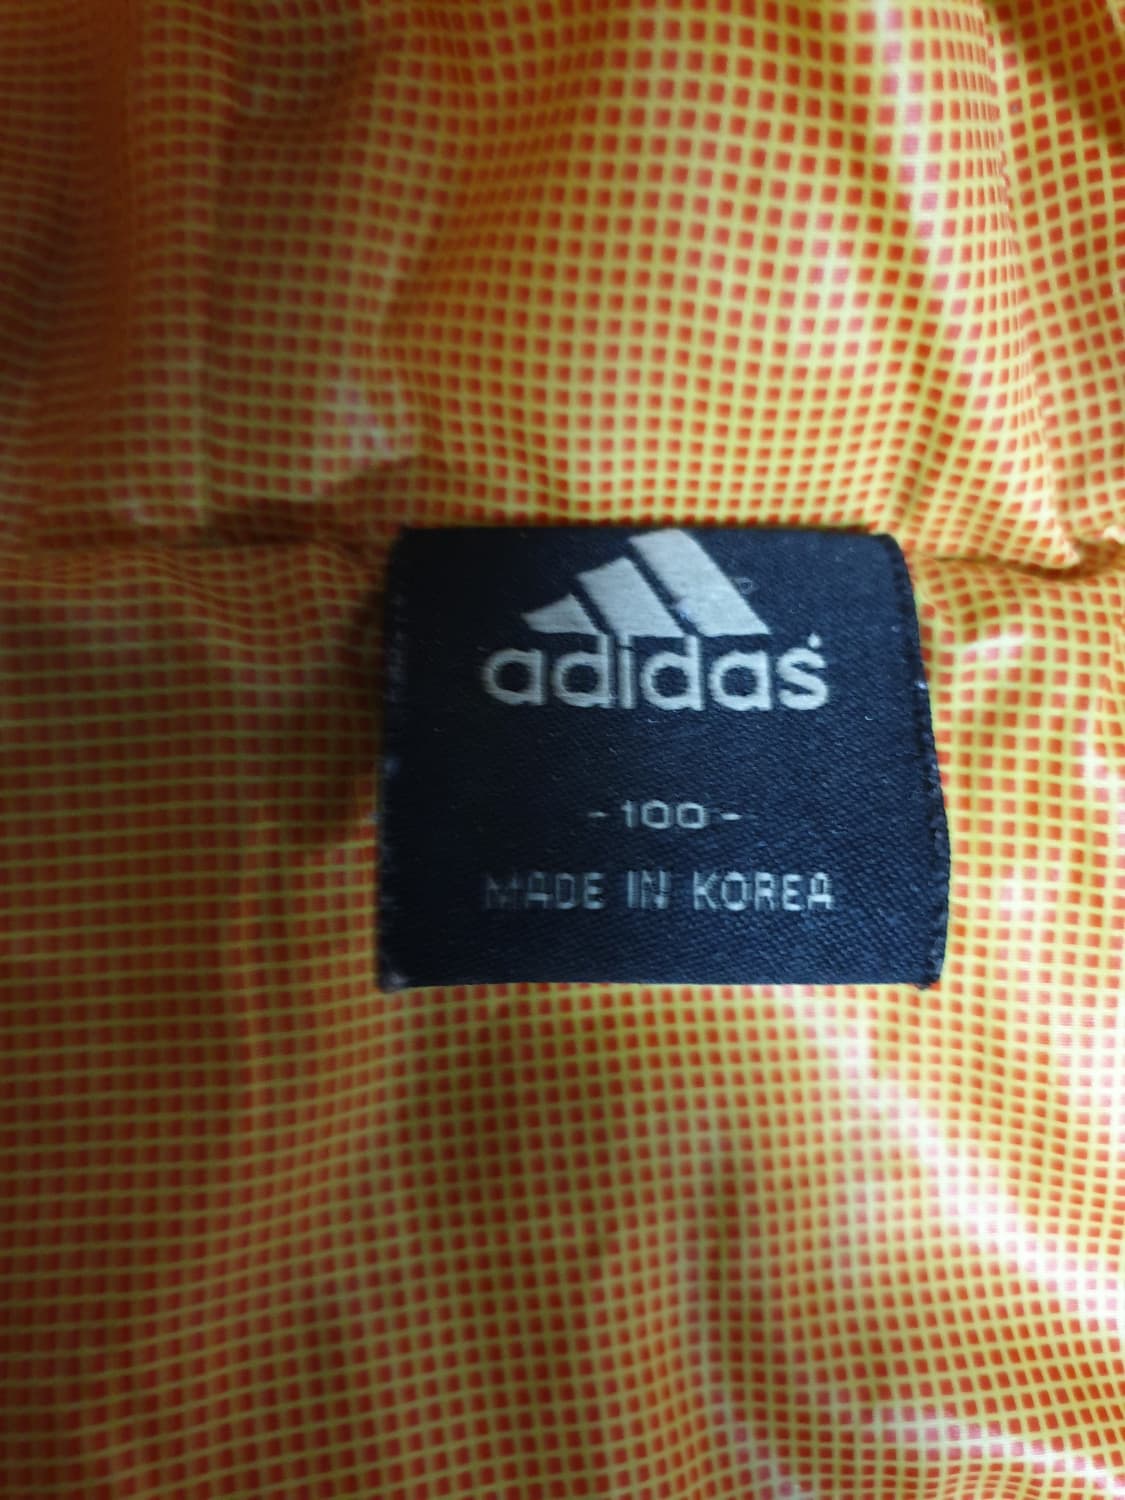 adidas
- 100 -
MADE IN KOREA